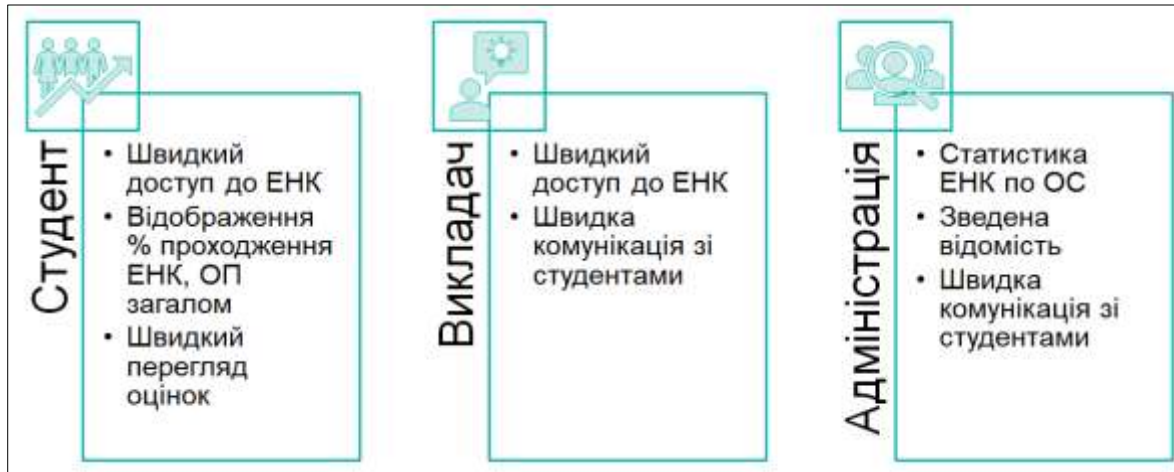 Студент
• Швидкий
доступ до ЕНК
• Відображення
% проходження
ЕНК, ОП
загалом
• Швидкий
перегляд
оцінок
Викладач
• Швидкий
доступ до ЕНК
• Швидка
комунікація зі
студентами
Адміністрація
• Статистика
ЕНК по ОС
• Зведена
відомість
• Швидка
комунікація зі
студентами